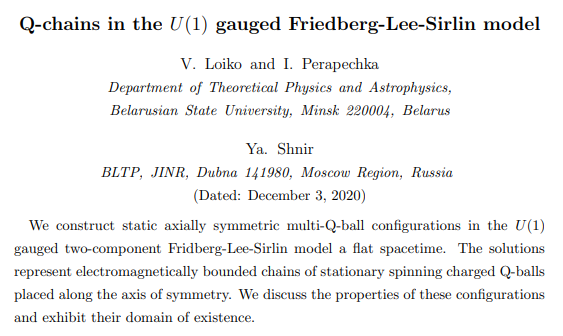 Q-chains in the U(1) gauged Friedberg-Lee-Sirlin model
V. Loiko and I. Perapechka
Department of Theoretical Physics and Astrophysics,
Belarusian State University, Minsk 220004, Belarus
Ya. Shnir
BLTP, JINR, Dubna 141980, Moscow Region, Russia
(Dated: December 3, 2020)
We construct static axially symmetric multi-Q-ball configurations in the U(1)
gauged two-component Fridberg-Lee-Sirlin model a flat spacetime. The solutions
represent electromagnetically bounded chains of stationary spinning charged Q-balls
placed along the axis of symmetry. We discuss the properties of these configurations
and exhibit their domain of existence.